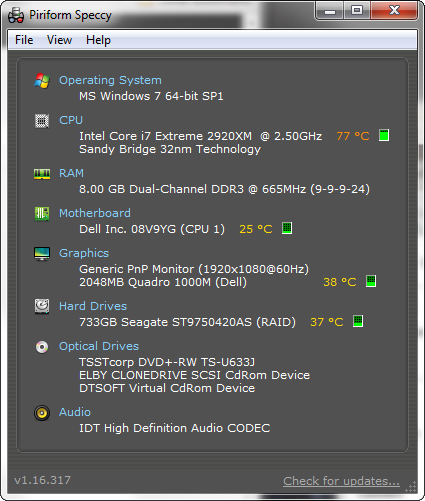 Piriform Speccy
File View Help
Operating System
MS Windows 7 64-bit SP1
CPU
Intel Core i7 Extreme 2920XM @ 2.50GHz 77 °C
Sandy Bridge 32nm Technology
RAM
8.00 GB Dual-Channel DDR3 @ 665MHz (9-9-9-24)
Motherboard
Dell Inc. 08V9YG (CPU 1) 25 °C
Graphics
Generic PnP Monitor (1920x1080@60Hz)
2048MB Quadro 1000M (Dell) 38 °C
Hard Drives
733GB Seagate ST9750420AS (RAID) 37 °C
Optical Drives
TSSTcorp DVD+-RW TS-U633J
ELBY CLONEDRIVE SCSI CdRom Device
DTSOFT Virtual CdRom Device
Audio
IDT High Definition Audio CODEC
v1.16.317 Check for updates...